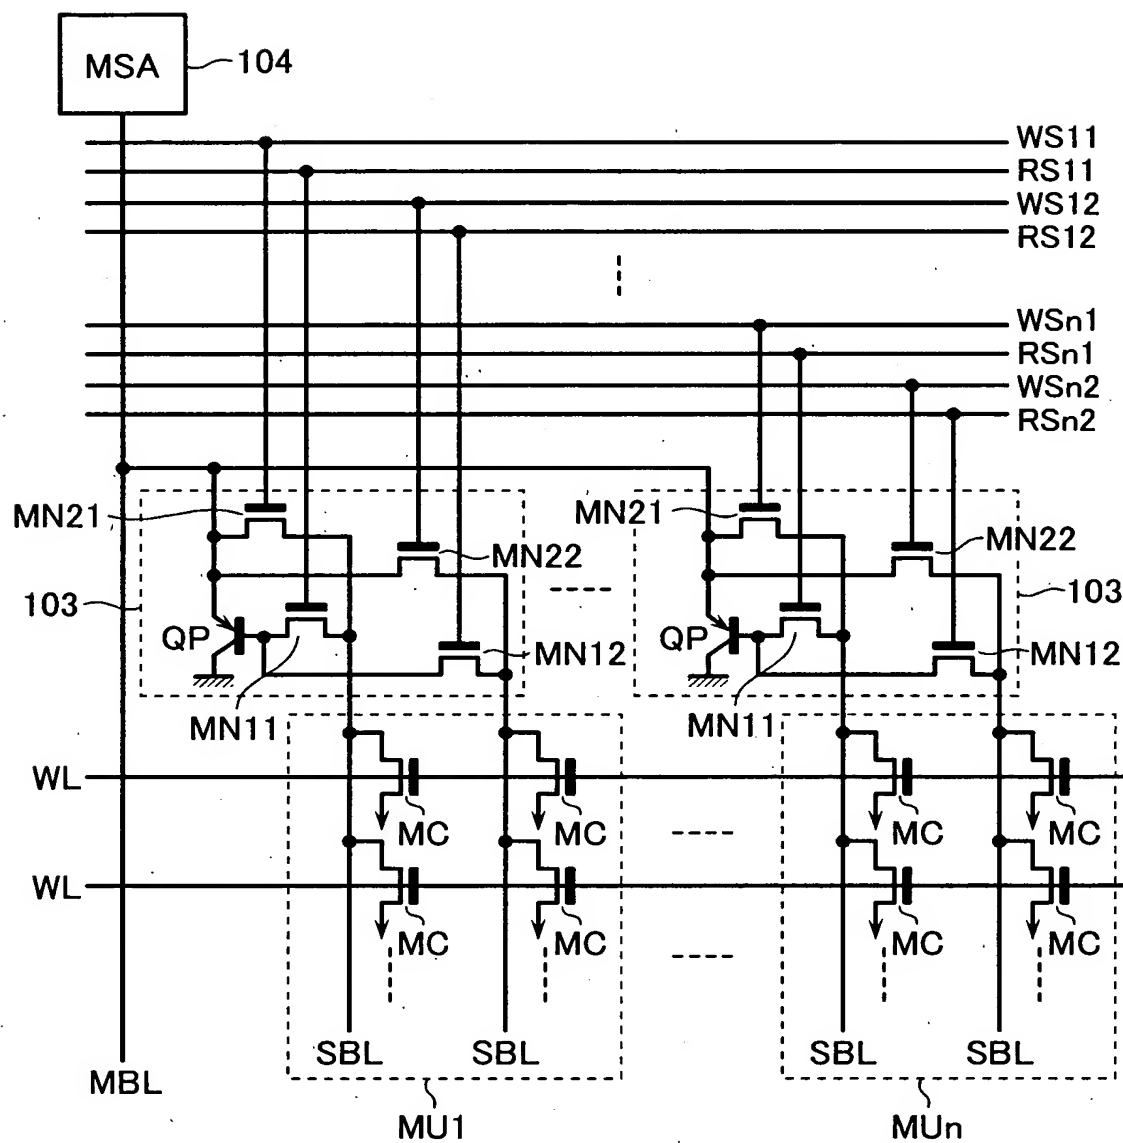 MSA
104
WS11
RS11
WS12
RS12
WSn1
RSn1
WSn2
RSn2
MN21
MN22
MN21
MN22
103
103
QP
MN12
QP
MN12
MN11
MN11
WL
MC
MC
MC
MC
WL
MC
MC
MC
MC
SBL
SBL
SBL
SBL
MBL
MU1
MUn